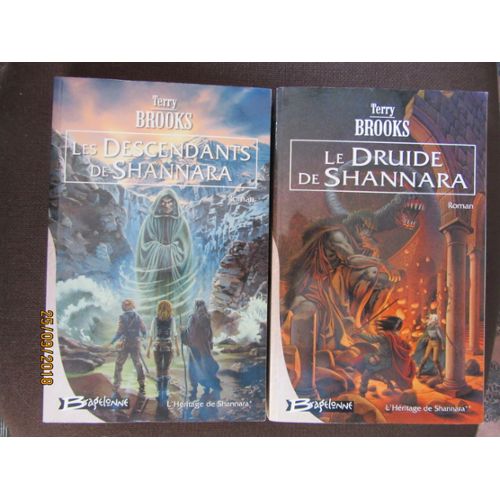 Terry
BROOKS
LES DESCENDANTS
DE SHANNARA
Roman
BRAGELONNE
L'Héritage de Shannara*
Terry
BROOKS
LE DRUIDE
DE SHANNARA
Roman
BRAGELONNE
L'Héritage de Shannara**
25/08/2018